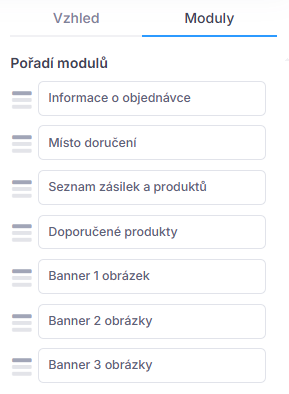 Vzhled Moduly
Pořadí modulů
Informace o objednávce
Místo doručení
Seznam zásilek a produktů
Doporučené produkty
Banner 1 obrázek
Banner 2 obrázky
Banner 3 obrázky